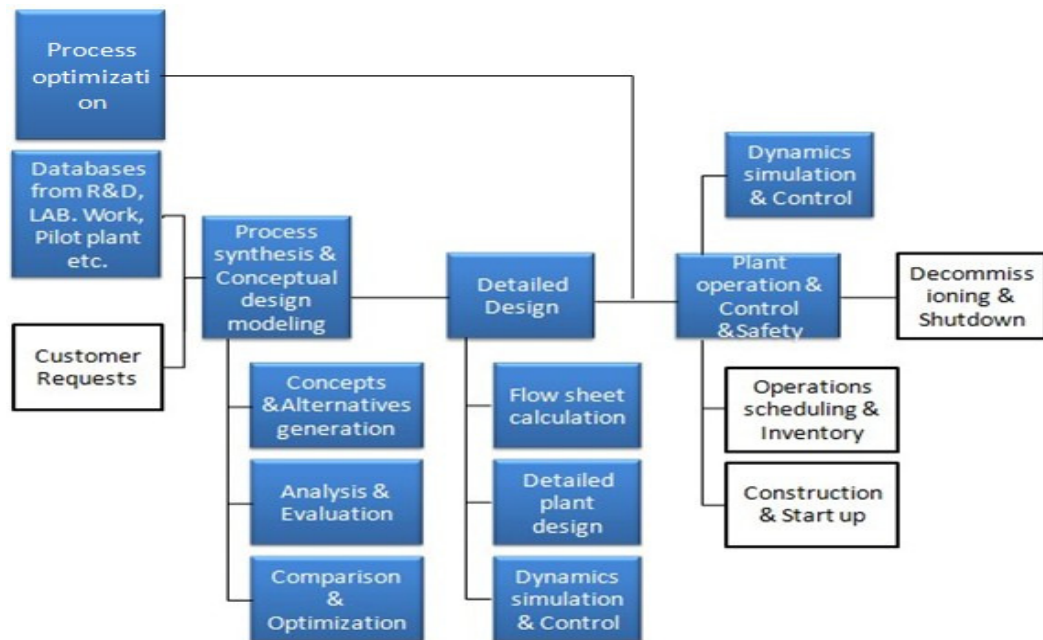 Process
optimizati
on
Databases
from R&D,
LAB. Work,
Pilot plant
etc.
Customer
Requests
Process
synthesis &
Conceptual
design
modeling
Concepts
&Alternatives
generation
Analysis &
Evaluation
Comparison
&
Optimization
Detailed
Design
Flow sheet
calculation
Detailed
plant
design
Dynamics
simulation
& Control
Dynamics
simulation
& Control
Plant
operation &
Control
&Safety
Operations
scheduling &
Inventory
Construction
& Start up
Decommiss
ioning &
Shutdown